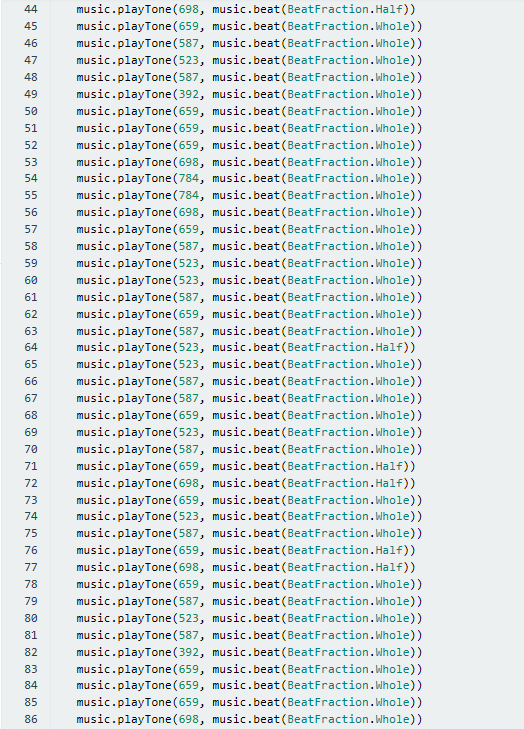 44 music.playTone(698, music.beat(BeatFraction.Half))
45 music.playTone(659, music.beat(BeatFraction.Whole))
46 music.playTone(587, music.beat(BeatFraction.Whole))
47 music.playTone(523, music.beat(BeatFraction.Whole))
48 music.playTone(587, music.beat(BeatFraction.Whole))
49 music.playTone(392, music.beat(BeatFraction.Whole))
50 music.playTone(659, music.beat(BeatFraction.Whole))
51 music.playTone(659, music.beat(BeatFraction.Whole))
52 music.playTone(659, music.beat(BeatFraction.Whole))
53 music.playTone(698, music.beat(BeatFraction.Whole))
54 music.playTone(784, music.beat(BeatFraction.Whole))
55 music.playTone(784, music.beat(BeatFraction.Whole))
56 music.playTone(698, music.beat(BeatFraction.Whole))
57 music.playTone(659, music.beat(BeatFraction.Whole))
58 music.playTone(587, music.beat(BeatFraction.Whole))
59 music.playTone(523, music.beat(BeatFraction.Whole))
60 music.playTone(523, music.beat(BeatFraction.Whole))
61 music.playTone(587, music.beat(BeatFraction.Whole))
62 music.playTone(659, music.beat(BeatFraction.Whole))
63 music.playTone(587, music.beat(BeatFraction.Whole))
64 music.playTone(523, music.beat(BeatFraction.Half))
65 music.playTone(523, music.beat(BeatFraction.Whole))
66 music.playTone(587, music.beat(BeatFraction.Whole))
67 music.playTone(587, music.beat(BeatFraction.Whole))
68 music.playTone(659, music.beat(BeatFraction.Whole))
69 music.playTone(523, music.beat(BeatFraction.Whole))
70 music.playTone(587, music.beat(BeatFraction.Whole))
71 music.playTone(659, music.beat(BeatFraction.Half))
72 music.playTone(698, music.beat(BeatFraction.Half))
73 music.playTone(659, music.beat(BeatFraction.Whole))
74 music.playTone(523, music.beat(BeatFraction.Whole))
75 music.playTone(587, music.beat(BeatFraction.Whole))
76 music.playTone(659, music.beat(BeatFraction.Half))
77 music.playTone(698, music.beat(BeatFraction.Half))
78 music.playTone(659, music.beat(BeatFraction.Whole))
79 music.playTone(587, music.beat(BeatFraction.Whole))
80 music.playTone(523, music.beat(BeatFraction.Whole))
81 music.playTone(587, music.beat(BeatFraction.Whole))
82 music.playTone(392, music.beat(BeatFraction.Whole))
83 music.playTone(659, music.beat(BeatFraction.Whole))
84 music.playTone(659, music.beat(BeatFraction.Whole))
85 music.playTone(659, music.beat(BeatFraction.Whole))
86 music.playTone(698, music.beat(BeatFraction.Whole))